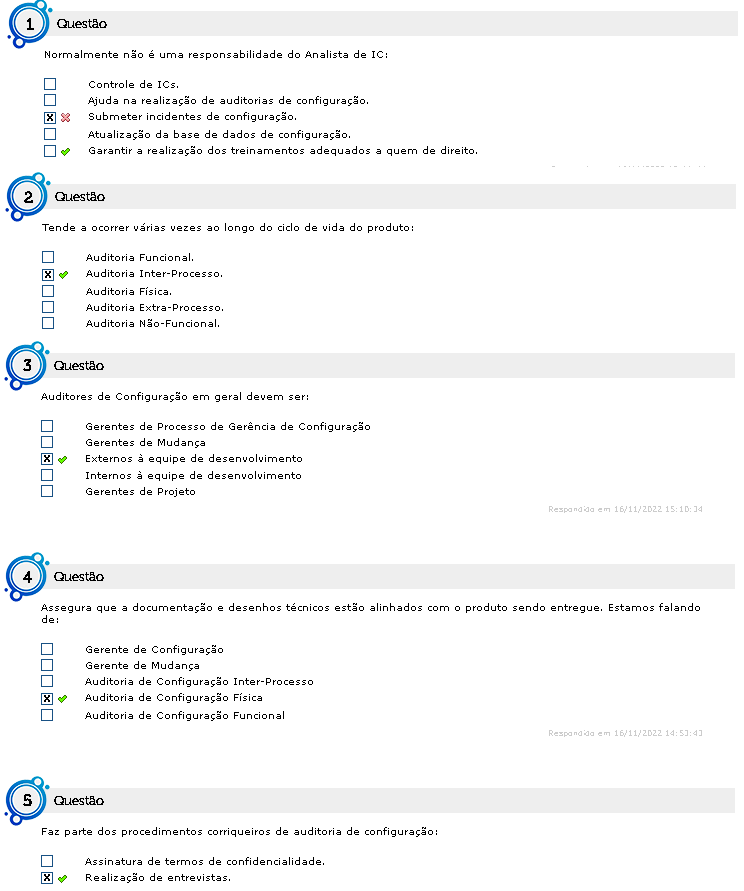 1 Questão
Normalmente não é uma responsabilidade do Analista de IC:
Controle de ICs.
Ajuda na realização de auditorias de configuração.
X Submeter incidentes de configuração.
Atualização da base de dados de configuração.
Garantir a realização dos treinamentos adequados a quem de direito.
2 Questão
Tende a ocorrer várias vezes ao longo do ciclo de vida do produto:
Auditoria Funcional.
X Auditoria Inter-Processo.
Auditoria Física.
Auditoria Extra-Processo.
Auditoria Não-Funcional.
3 Questão
Auditores de Configuração em geral devem ser:
Gerentes de Processo de Gerência de Configuração
Gerentes de Mudança
X Externos à equipe de desenvolvimento
Internos à equipe de desenvolvimento
Gerentes de Projeto
Respondido em 16/11/2022 15:10:34
4 Questão
Assegura que a documentação e desenhos técnicos estão alinhados com o produto sendo entregue. Estamos falando
de:
Gerente de Configuração
Gerente de Mudança
Auditoria de Configuração Inter-Processo
X Auditoria de Configuração Física
Auditoria de Configuração Funcional
Respondido em 16/11/2022 14:53:43
5 Questão
Faz parte dos procedimentos corriqueiros de auditoria de configuração:
Assinatura de termos de confidencialidade.
X Realização de entrevistas.